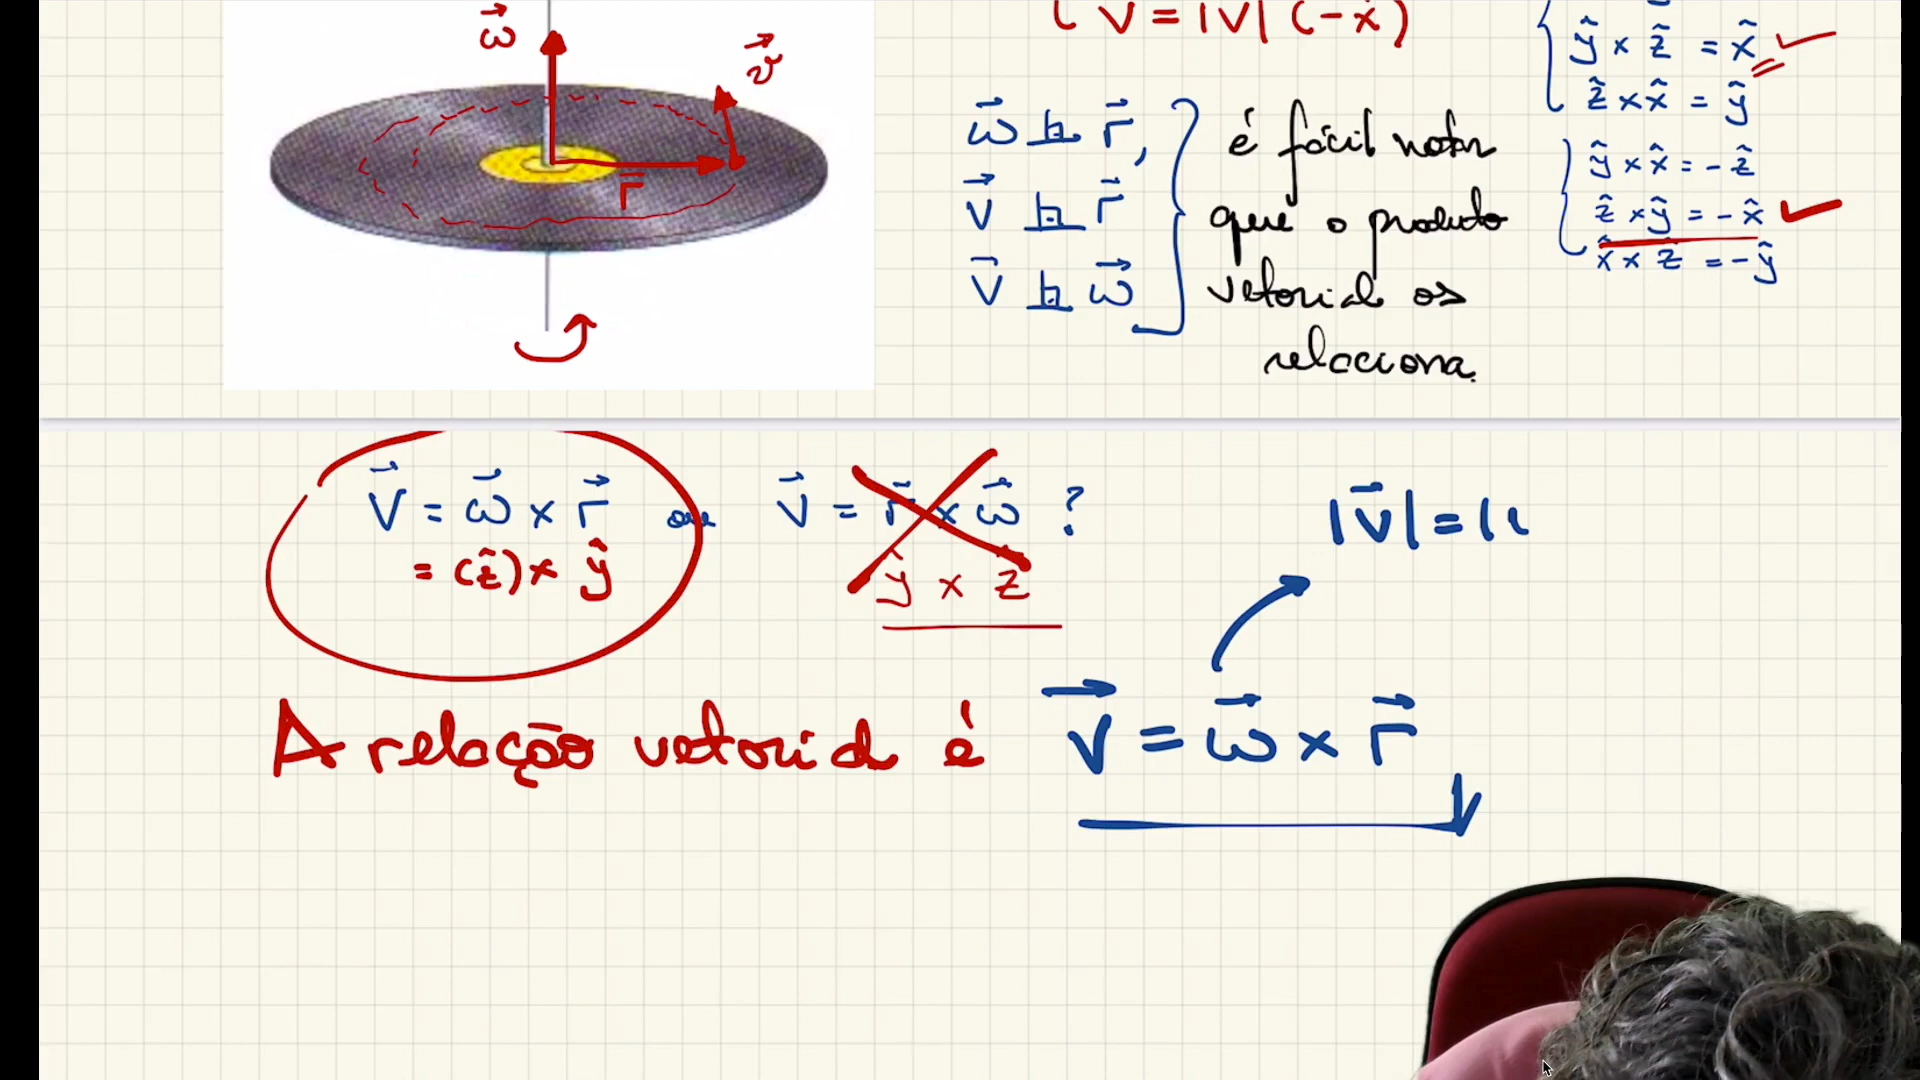 ω⃗
v⃗
r⃗
( V = |V| (-x̂)
ŷ × ẑ = x̂
ẑ × x̂ = ŷ
ŷ × x̂ = -ẑ
ẑ × ŷ = -x̂
x̂ × ẑ = -ŷ
ω⃗ ⊥ r⃗,
v⃗ ⊥ r⃗
v⃗ ⊥ ω⃗
é fácil notar
que o produto
vetorial os
relaciona.
V⃗ = ω⃗ × r⃗ ou V⃗ = r⃗ × ω⃗ ?
= (ẑ) × ŷ
ŷ × ẑ
|v⃗| = |
A relação vetorial é v⃗ = ω⃗ × r⃗